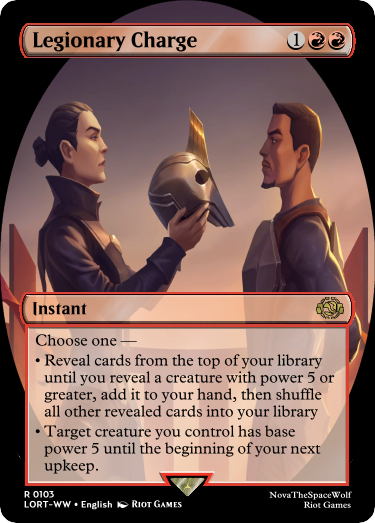 Legionary Charge 1
Instant
Choose one —
• Reveal cards from the top of your library
until you reveal a creature with power 5 or
greater, add it to your hand, then shuffle
all other revealed cards into your library
• Target creature you control has base
power 5 until the beginning of your next
upkeep.
R 0103
LORT-WW • English RIOT GAMES
NovaTheSpaceWolf
Riot Games